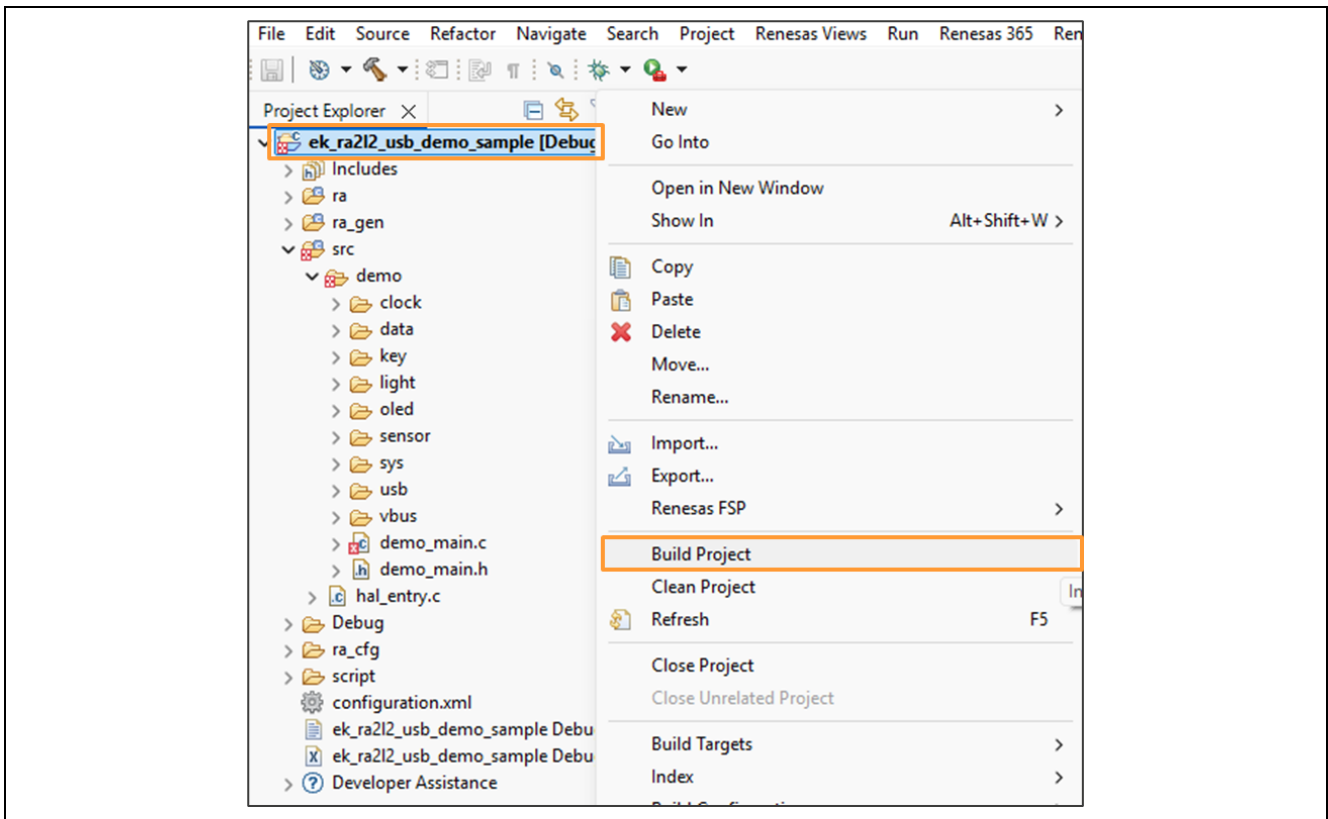 File Edit Source Refactor Navigate Search Project Renesas Views Run Renesas 365 Ren
Project Explorer
ek_ra2l2_usb_demo_sample [Debug
Includes
ra
ra_gen
src
demo
clock
data
key
light
oled
sensor
sys
usb
vbus
demo_main.c
demo_main.h
hal_entry.c
Debug
ra_cfg
script
configuration.xml
ek_ra2l2_usb_demo_sample Debu
ek_ra2l2_usb_demo_sample Debu
Developer Assistance
New
Go Into
Open in New Window
Show In Alt+Shift+W
Copy
Paste
Delete
Move...
Rename...
Import...
Export...
Renesas FSP
Build Project
Clean Project
In
Refresh F5
Close Project
Close Unrelated Project
Build Targets
Index